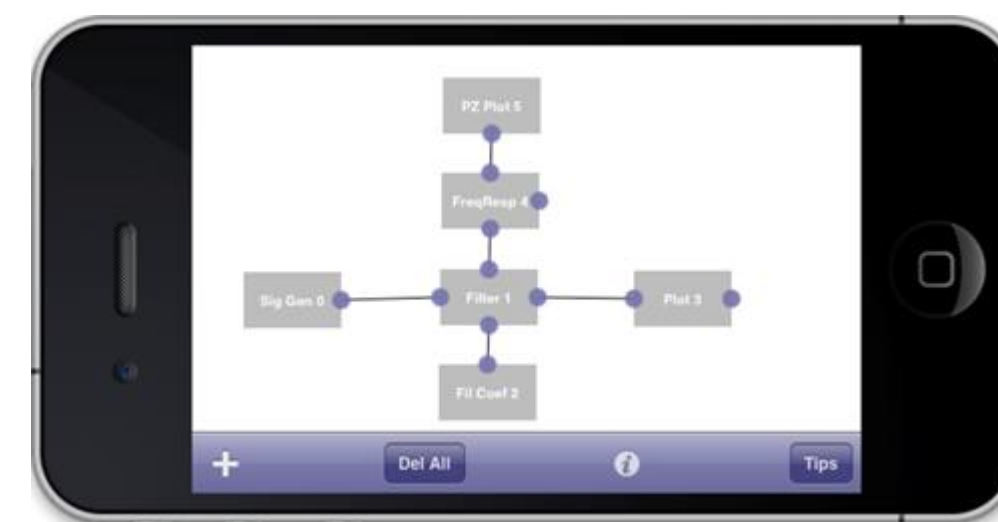 PZ Plot 5
FreqResp 4
Sig Gen 0
Filter 1
Plot 3
Fil Coef 2
Del All
Tips